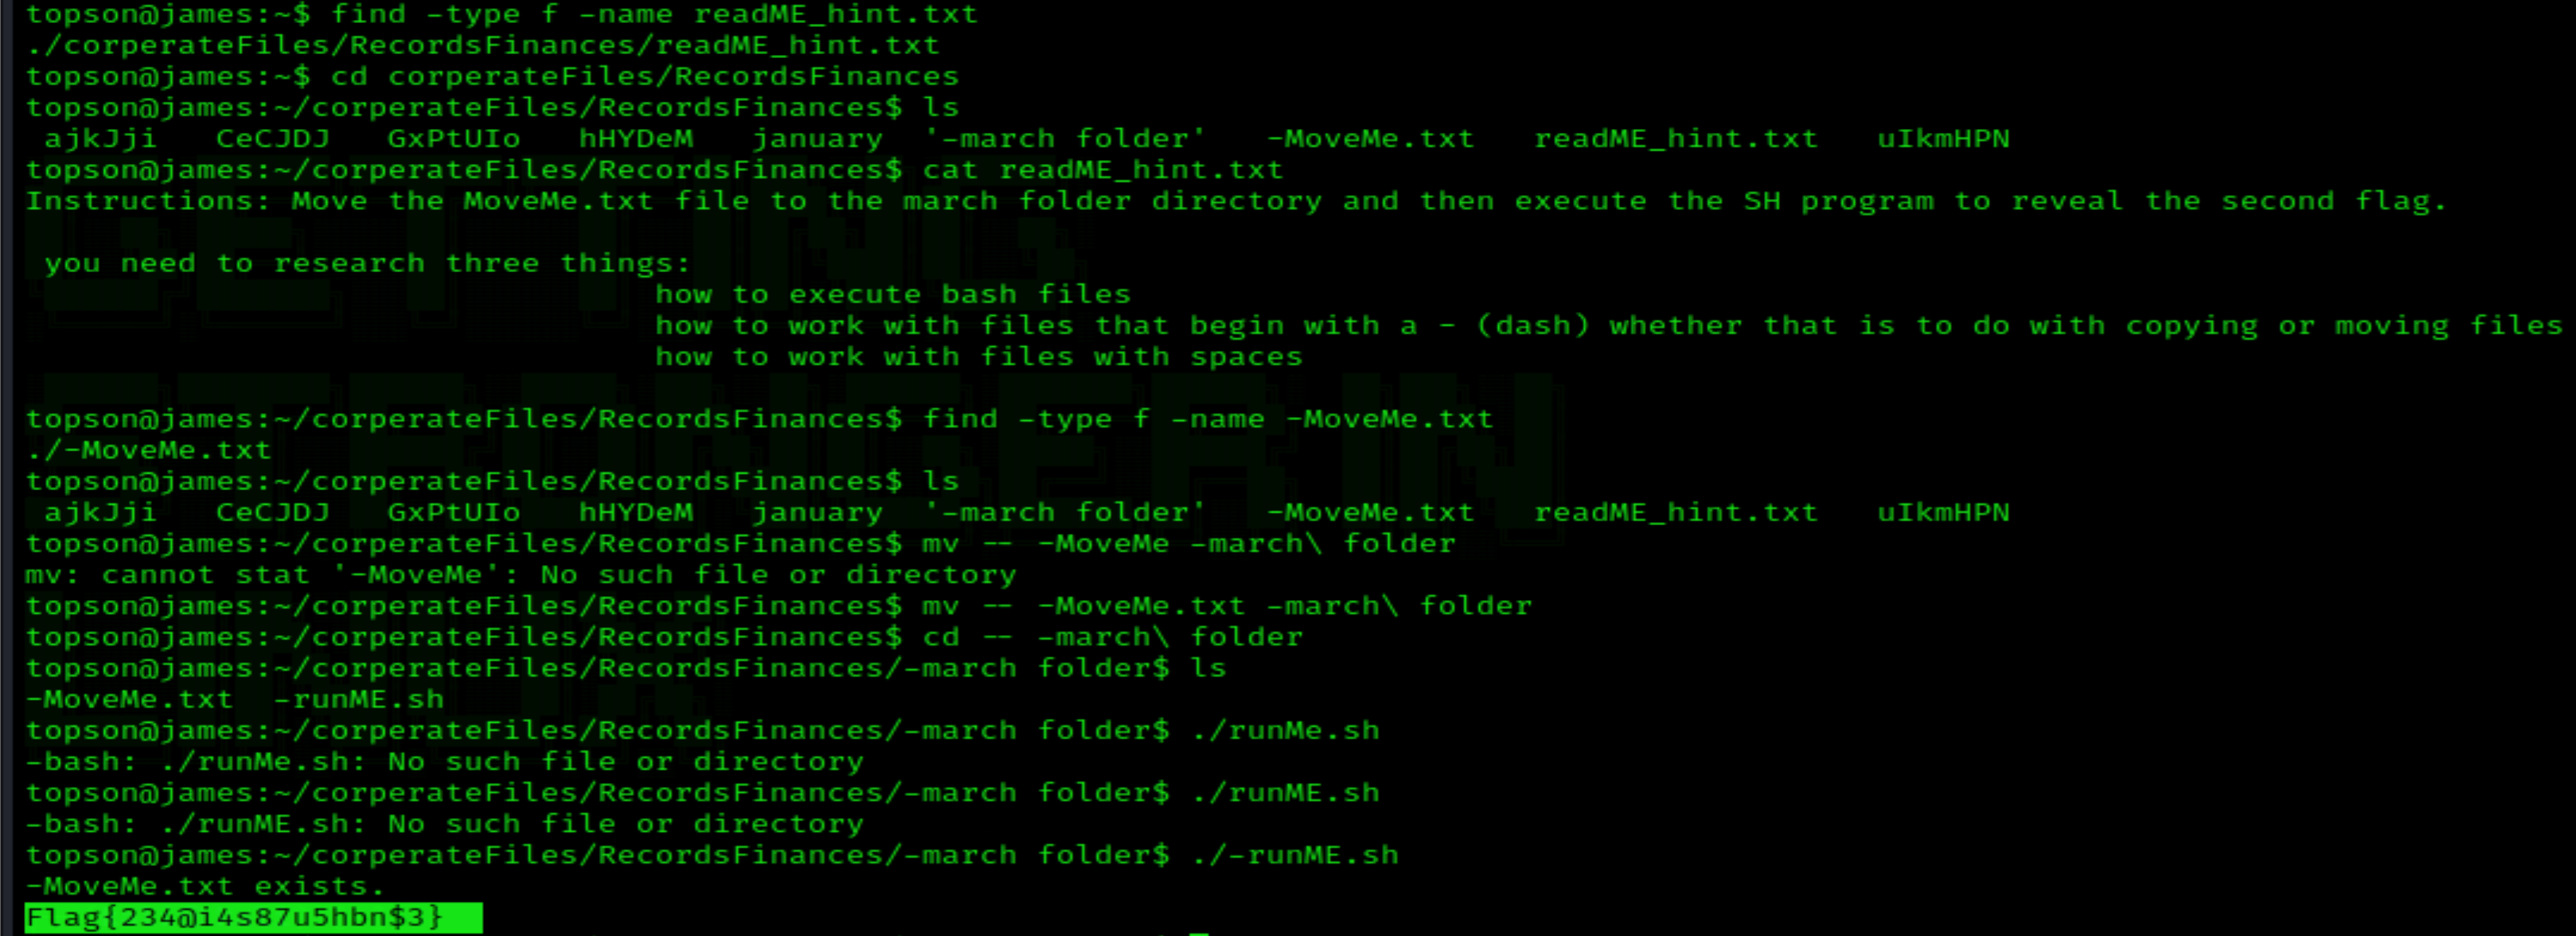 topson@james:~$ find -type f -name readME_hint.txt
./corperateFiles/RecordsFinances/readME_hint.txt
topson@james:~$ cd corperateFiles/RecordsFinances
topson@james:~/corperateFiles/RecordsFinances$ ls
ajkJji   CeCJDJ   GxPtUIo   hHYDeM   january  '-march folder'   -MoveMe.txt   readME_hint.txt   uIkmHPN
topson@james:~/corperateFiles/RecordsFinances$ cat readME_hint.txt
Instructions: Move the MoveMe.txt file to the march folder directory and then execute the SH program to reveal the second flag.
you need to research three things:
how to execute bash files
how to work with files that begin with a - (dash) whether that is to do with copying or moving files
how to work with files with spaces
topson@james:~/corperateFiles/RecordsFinances$ find -type f -name -MoveMe.txt
./-MoveMe.txt
topson@james:~/corperateFiles/RecordsFinances$ ls
ajkJji   CeCJDJ   GxPtUIo   hHYDeM   january  '-march folder'   -MoveMe.txt   readME_hint.txt   uIkmHPN
topson@james:~/corperateFiles/RecordsFinances$ mv -- -MoveMe -march\ folder
mv: cannot stat '-MoveMe': No such file or directory
topson@james:~/corperateFiles/RecordsFinances$ mv -- -MoveMe.txt -march\ folder
topson@james:~/corperateFiles/RecordsFinances$ cd -- -march\ folder
topson@james:~/corperateFiles/RecordsFinances/-march folder$ ls
-MoveMe.txt  -runME.sh
topson@james:~/corperateFiles/RecordsFinances/-march folder$ ./runMe.sh
-bash: ./runMe.sh: No such file or directory
topson@james:~/corperateFiles/RecordsFinances/-march folder$ ./runME.sh
-bash: ./runME.sh: No such file or directory
topson@james:~/corperateFiles/RecordsFinances/-march folder$ ./-runME.sh
-MoveMe.txt exists.
Flag{234@i4s87u5hbn$3}